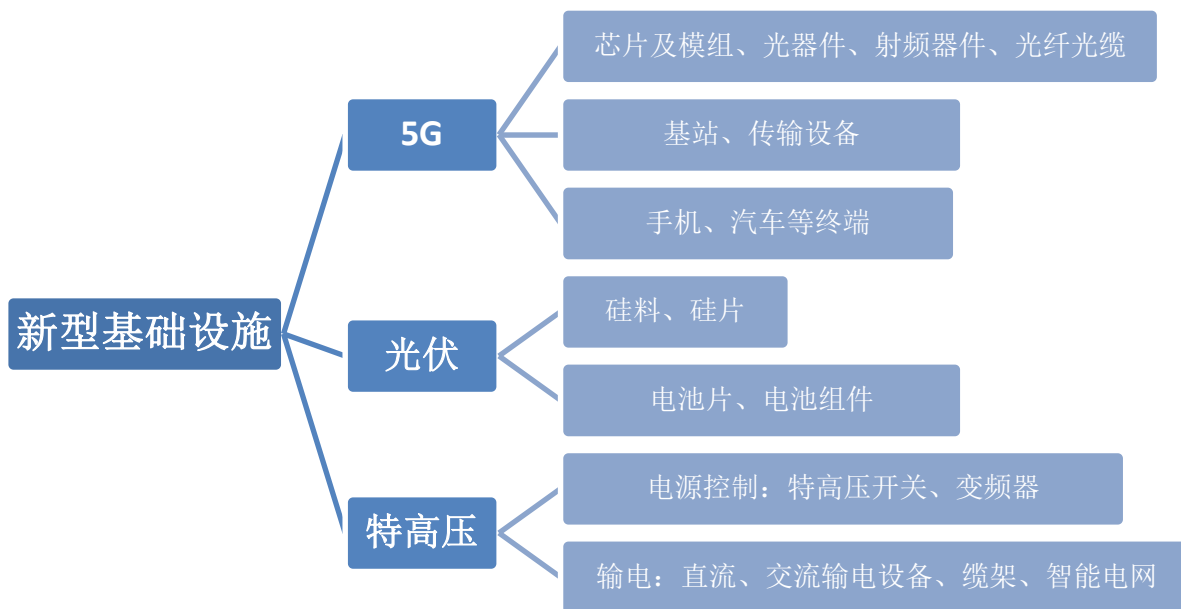 新型基础设施
5G
芯片及模组、光器件、射频器件、光纤光缆
基站、传输设备
手机、汽车等终端
光伏
硅料、硅片
电池片、电池组件
特高压
电源控制：特高压开关、变频器
输电：直流、交流输电设备、缆架、智能电网